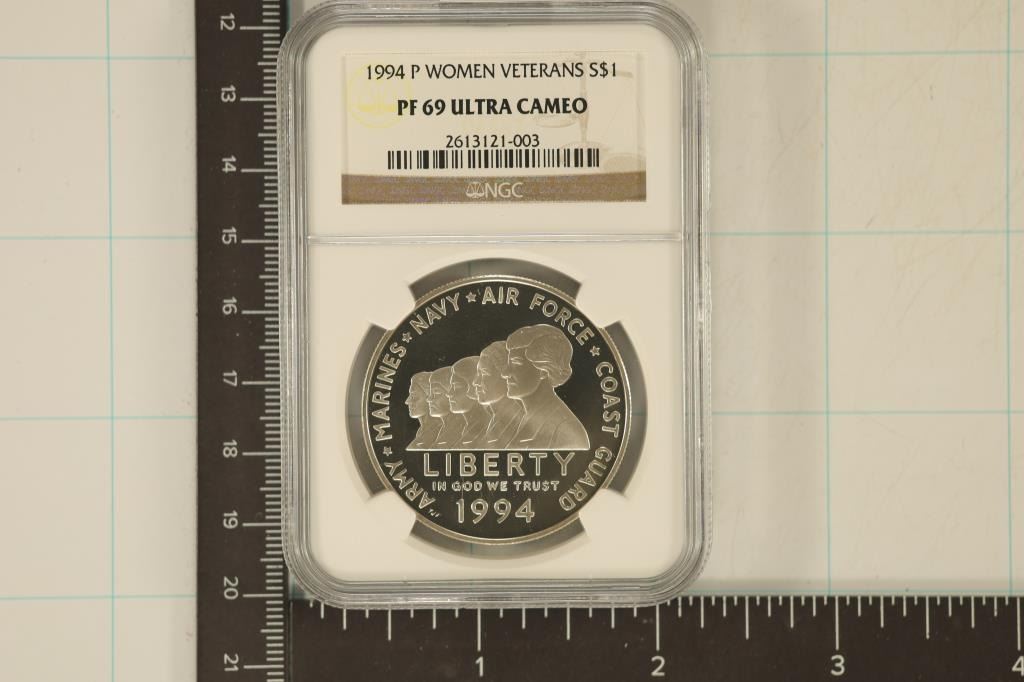 1994 P WOMEN VETERANS S$1
PF 69 ULTRA CAMEO
2613121-003
NGC
ARMY ★ MARINES ★ NAVY ★ AIR FORCE ★ COAST GUARD
LIBERTY
IN GOD WE TRUST
1994
12
13
14
15
16
17
18
19
20
21
1 2 3 4